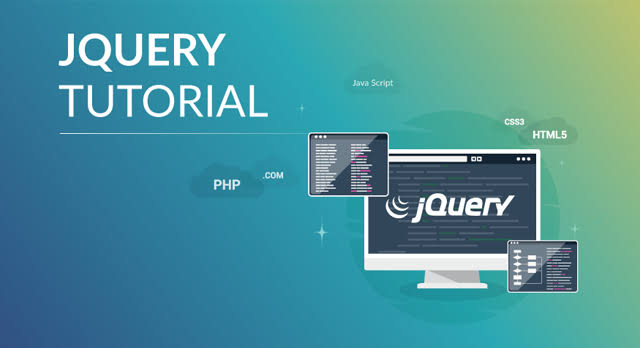 JQUERY
TUTORIAL
Java Script
CSS3
HTML5
PHP
.COM
jQuery